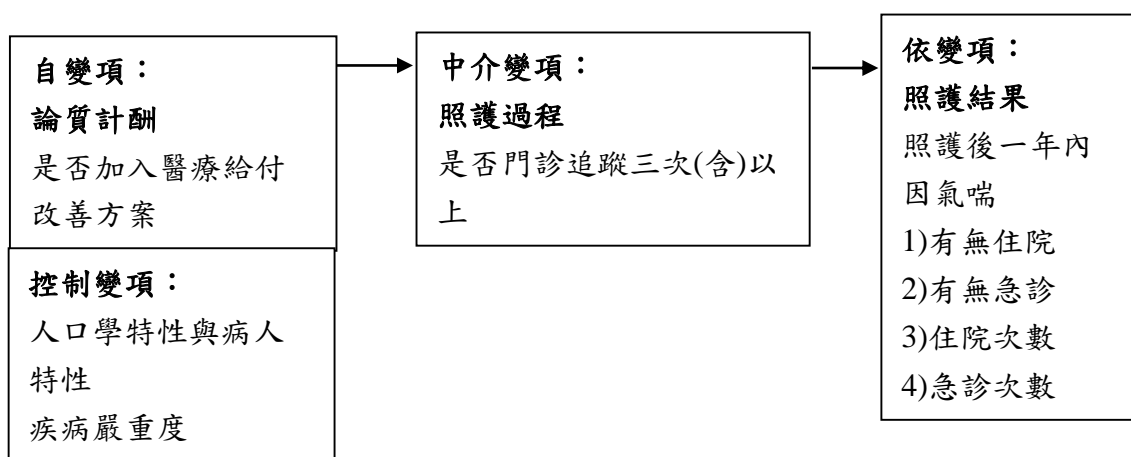 自變項：
論質計酬
是否加入醫療給付
改善方案
控制變項：
人口學特性與病人
特性
疾病嚴重度
中介變項：
照護過程
是否門診追蹤三次(含)以
上
依變項：
照護結果
照護後一年內
因氣喘
1)有無住院
2)有無急診
3)住院次數
4)急診次數